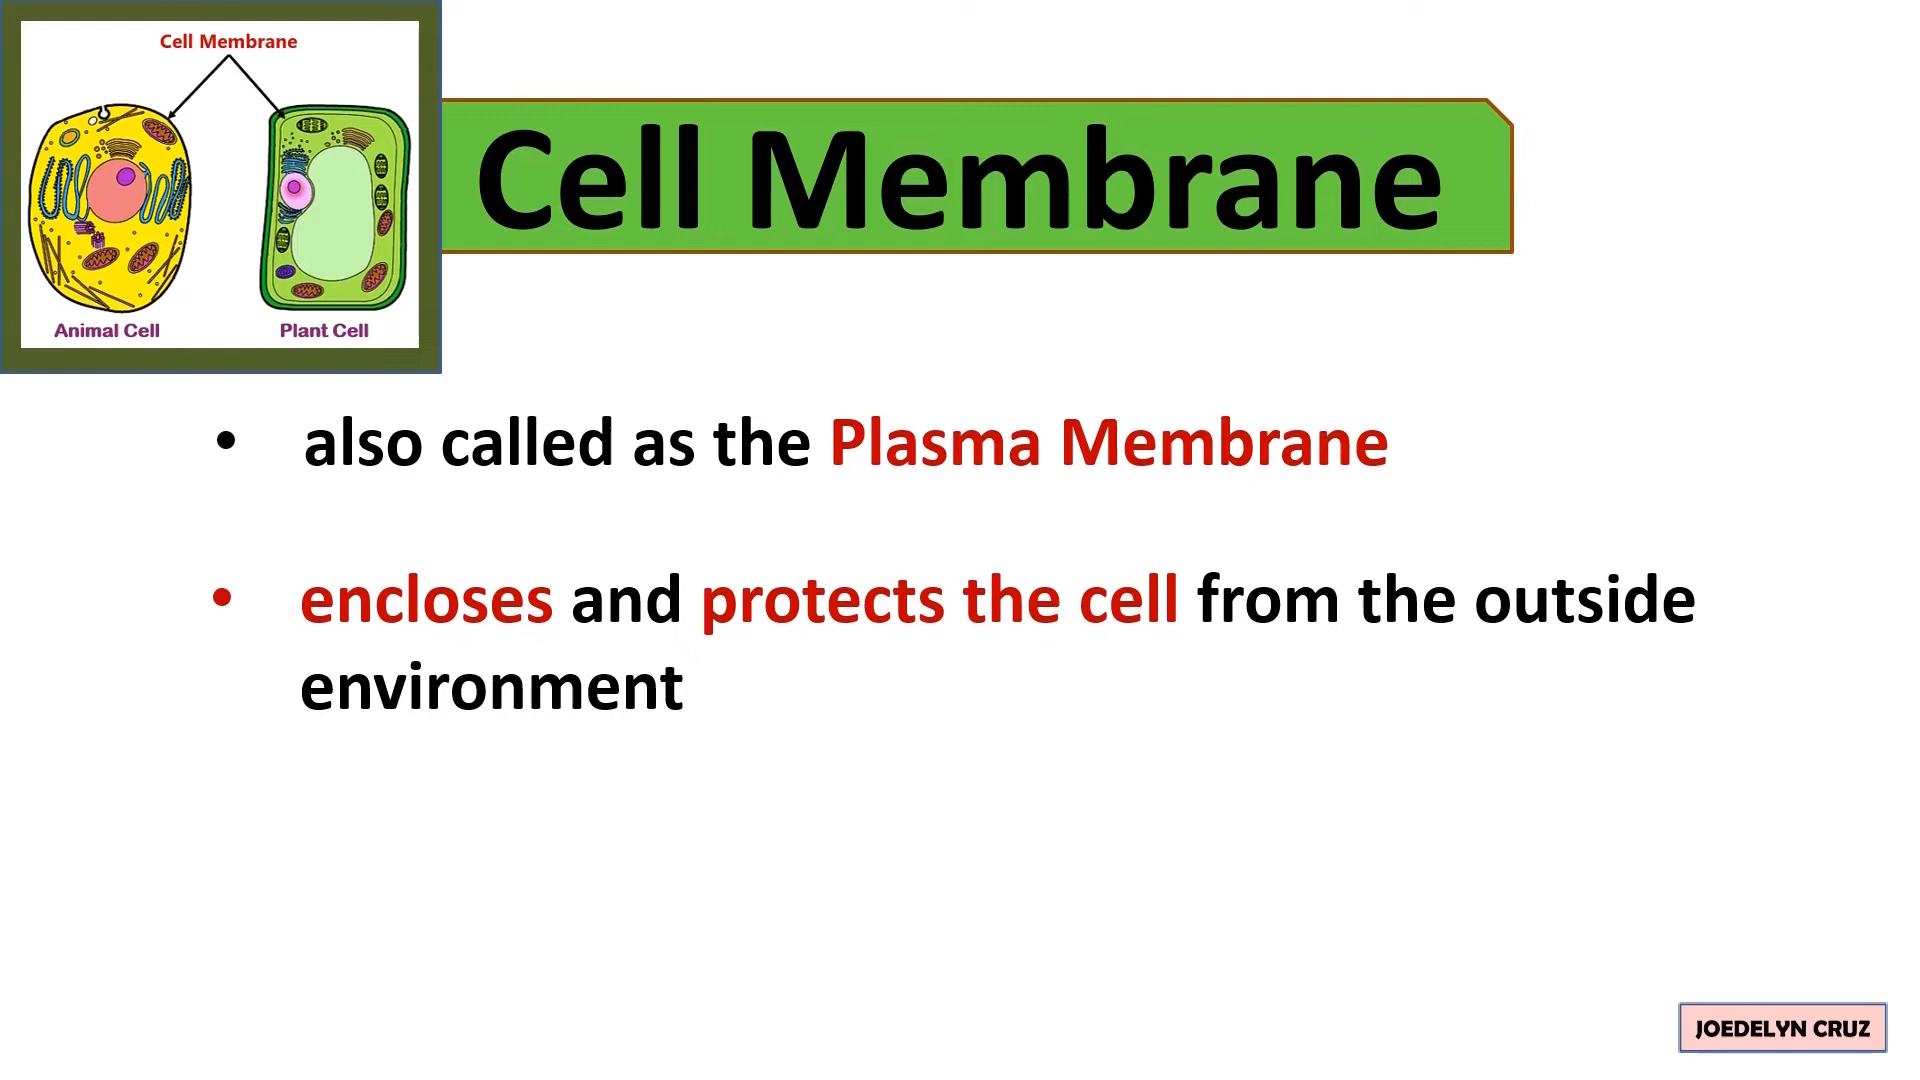 Cell Membrane
Animal Cell
Plant Cell
Cell Membrane
• also called as the Plasma Membrane
• encloses and protects the cell from the outside
environment
JOEDELYN CRUZ